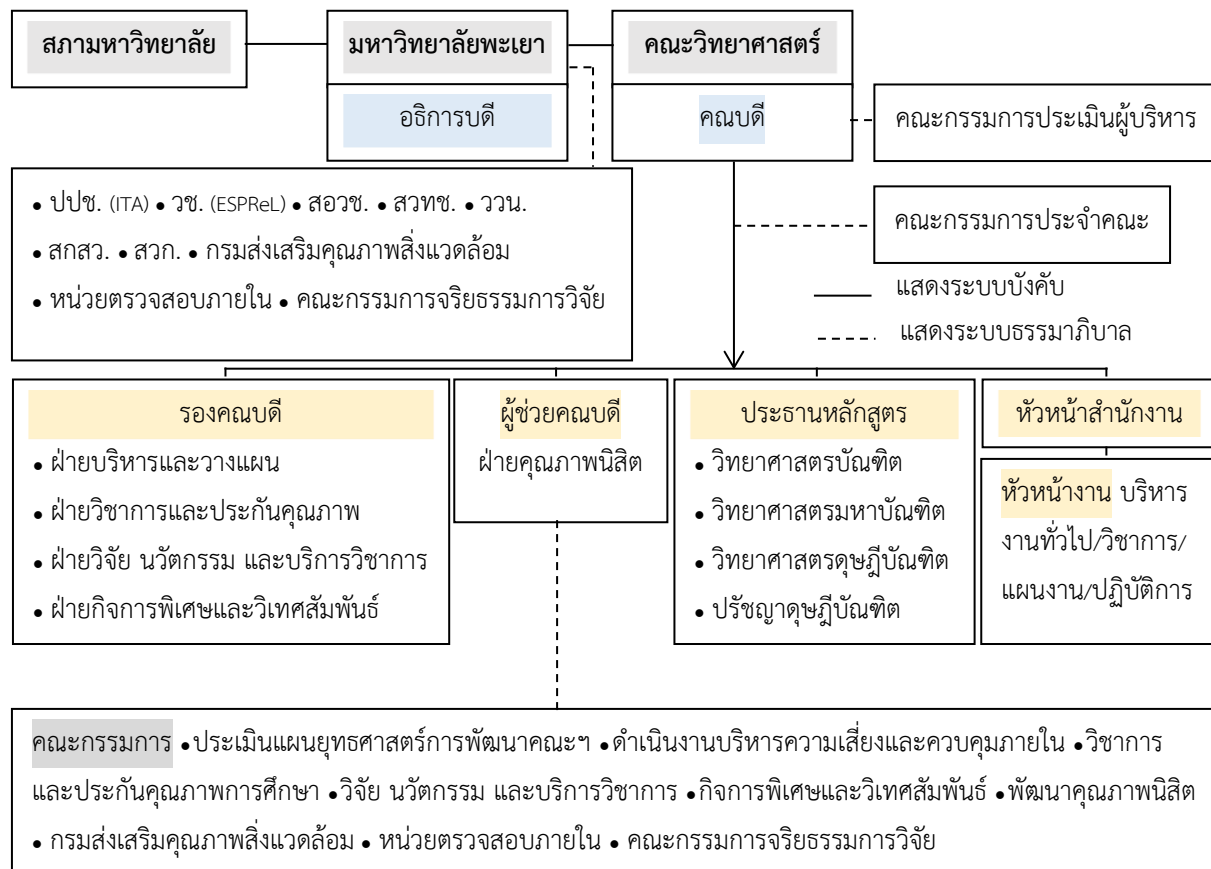 สภามหาวิทยาลัย
มหาวิทยาลัยพะเยา
คณะวิทยาศาสตร์
อธิการบดี
คณบดี
คณะกรรมการประเมินผู้บริหาร
• ปปช. (ITA) • วช. (ESPReL) • สอวช. • สวทช. • ววน.
• สกสว. • สวก. • กรมส่งเสริมคุณภาพสิ่งแวดล้อม
• หน่วยตรวจสอบภายใน • คณะกรรมการจริยธรรมการวิจัย
คณะกรรมการประจำคณะ
แสดงระบบบังคับ
แสดงระบบธรรมาภิบาล
รองคณบดี
• ฝ่ายบริหารและวางแผน
• ฝ่ายวิชาการและประกันคุณภาพ
• ฝ่ายวิจัย นวัตกรรม และบริการวิชาการ
• ฝ่ายกิจการพิเศษและวิเทศสัมพันธ์
ผู้ช่วยคณบดี
ฝ่ายคุณภาพนิสิต
ประธานหลักสูตร
• วิทยาศาสตรบัณฑิต
• วิทยาศาสตรมหาบัณฑิต
• วิทยาศาสตรดุษฎีบัณฑิต
• ปรัชญาดุษฎีบัณฑิต
หัวหน้าสำนักงาน
หัวหน้างาน บริหาร
งานทั่วไป/วิชาการ/
แผนงาน/ปฏิบัติการ
คณะกรรมการ •ประเมินแผนยุทธศาสตร์การพัฒนาคณะฯ •ดำเนินงานบริหารความเสี่ยงและควบคุมภายใน •วิชาการ
และประกันคุณภาพการศึกษา •วิจัย นวัตกรรม และบริการวิชาการ •กิจการพิเศษและวิเทศสัมพันธ์ •พัฒนาคุณภาพนิสิต
• กรมส่งเสริมคุณภาพสิ่งแวดล้อม • หน่วยตรวจสอบภายใน • คณะกรรมการจริยธรรมการวิจัย